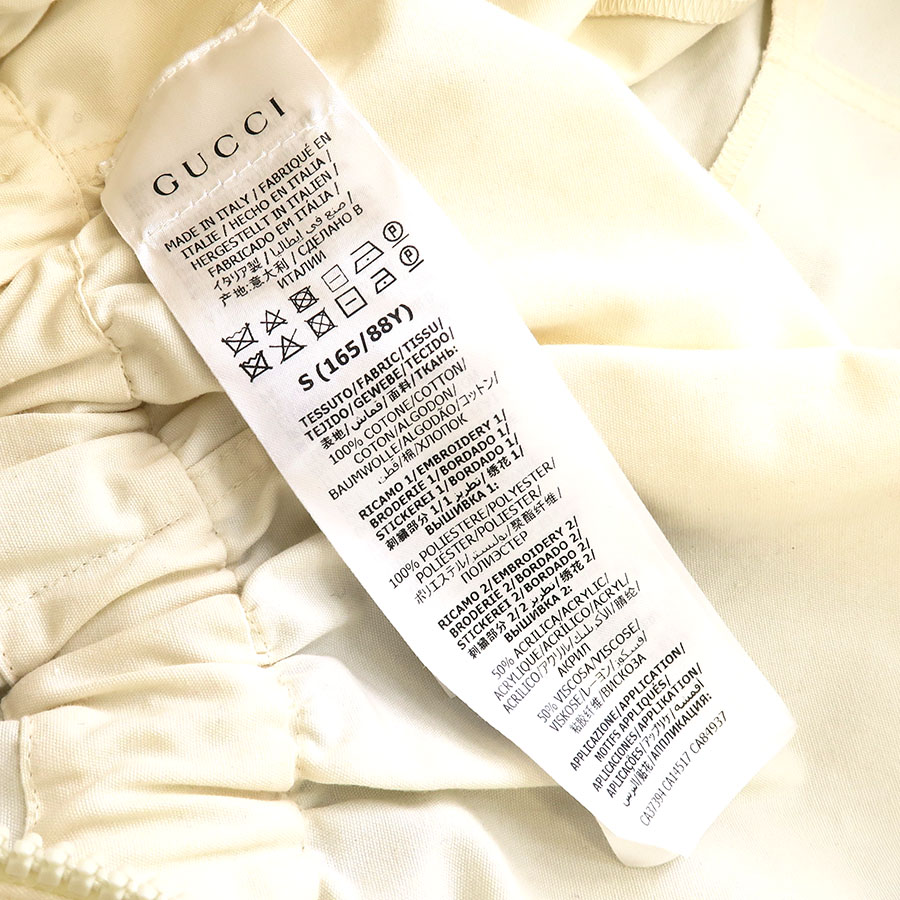 GUCCI
MADE IN ITALY / FABRIQUÉ EN
ITALIE / HECHO EN ITALIA /
HERGESTELLT IN ITALIEN /
FABRICADO EM ITÁLIA /
イタリア製 / صنع في ايطاليا /
产地:意大利 / СДЕЛАНО В
ИТАЛИИ
P
P
S (165/88Y)
TESSUTO/FABRIC/TISSU/
TEJIDO/GEWEBE/TECIDO/
表地/قماش/面料/ТКАНЬ:
100% COTONE/COTTON/
COTON/ALGODON/
BAUMWOLLE/ALGODÃO/コットン/
قطن/棉/ХЛОПОК
RICAMO 1/EMBROIDERY 1/
BRODERIE 1/BORDADO 1/
STICKEREI 1/BORDADO 1/
刺繍部分 1/تطريز 1/绣花 1/
ВЫШИВКА 1:
100% POLIESTERE/POLYESTER/
POLYESTER/POLIESTER/
POLYESTER/POLIÉSTER/
ポリエステル/بوليستر/聚酯纤维/
ПОЛИЭСТЕР
RICAMO 2/EMBROIDERY 2/
BRODERIE 2/BORDADO 2/
STICKEREI 2/BORDADO 2/
刺繍部分 2/تطريز 2/绣花 2/
ВЫШИВКА 2:
50% ACRILICA/ACRYLIC/
ACRYLIQUE/ACRÍLICO/ACRYL/
ACRILICO/アクリル/الأكريليك/腈纶/
АКРИЛ
50% VISCOSA/VISCOSE/
VISCOSE/VISCOSA/
VISKOSE/レーヨン/فسكوز/
粘胶纤维/ВИСКОЗА
APPLICAZIONE/APPLICATION/
MOTIFS APPLIQUÉS/
APLICACIONES/APPLIKATION/
APLICAÇÕES/アップリケ/
贴花/АППЛИКАЦИЯ:
CA37394 CA14517 CA84937